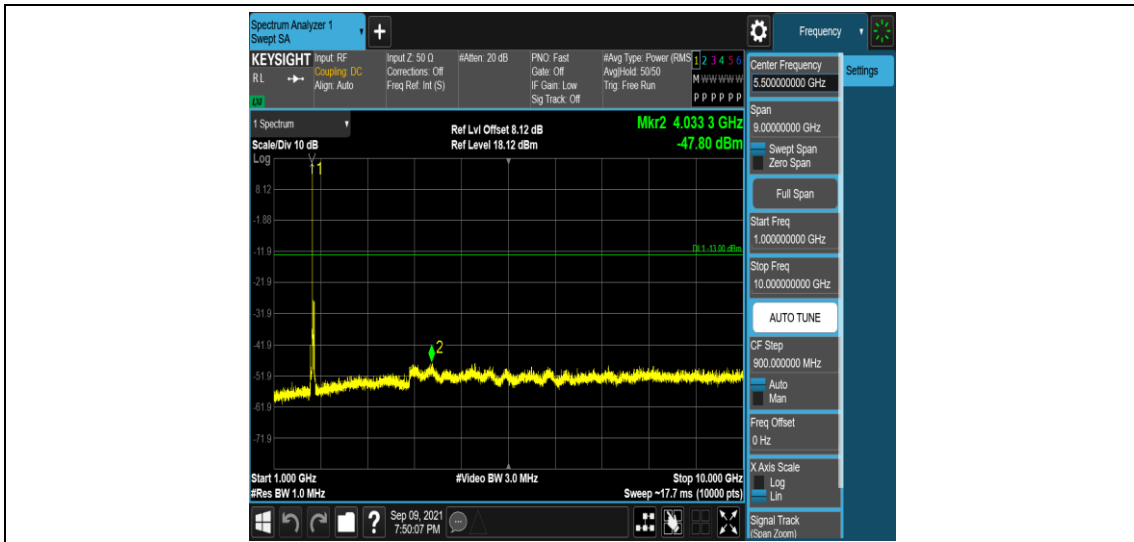 Spectrum Analyzer 1
Swept SA
Frequency
KEYSIGHT
RL
LXI
Input: RF
Coupling: DC
Align: Auto
Input Z: 50 Ω
Corrections: Off
Freq Ref: Int (S)
#Atten: 20 dB
PNO: Fast
Gate: Off
IF Gain: Low
Sig Track: Off
#Avg Type: Power (RMS
Avg|Hold: 50/50
Trig: Free Run
1 2 3 4 5 6
M W W W W W
P P P P P P
1 Spectrum
Scale/Div 10 dB
Log
Ref Lvl Offset 8.12 dB
Ref Level 18.12 dBm
Mkr2 4.033 3 GHz
-47.80 dBm
1
8.12
-1.88
-11.9
DL1 -13.00 dBm
-21.9
-31.9
-41.9
2
-51.9
-61.9
-71.9
Start 1.000 GHz
#Res BW 1.0 MHz
#Video BW 3.0 MHz
Stop 10.000 GHz
Sweep ~17.7 ms (10000 pts)
Sep 09, 2021
7:50:07 PM
Center Frequency
5.500000000 GHz
Settings
Span
9.00000000 GHz
Swept Span
Zero Span
Full Span
Start Freq
1.000000000 GHz
Stop Freq
10.000000000 GHz
AUTO TUNE
CF Step
900.000000 MHz
Auto
Man
Freq Offset
0 Hz
X Axis Scale
Log
Lin
Signal Track
(Span Zoom)